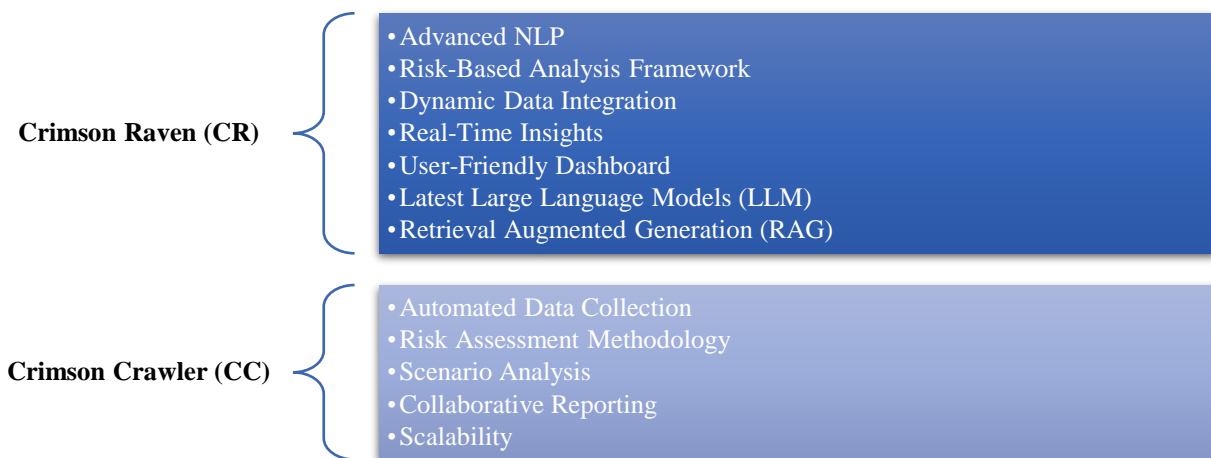 Crimson Raven (CR)
•Advanced NLP
•Risk-Based Analysis Framework
•Dynamic Data Integration
•Real-Time Insights
•User-Friendly Dashboard
•Latest Large Language Models (LLM)
•Retrieval Augmented Generation (RAG)
Crimson Crawler (CC)
•Automated Data Collection
•Risk Assessment Methodology
•Scenario Analysis
•Collaborative Reporting
•Scalability